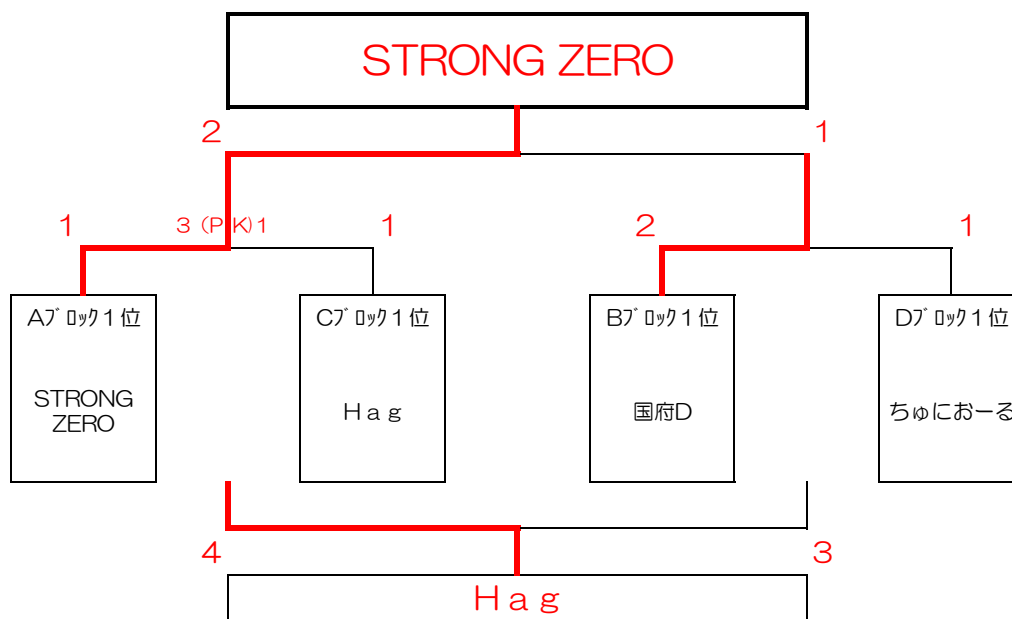 STRONG ZERO
2 1
1 3 (PK)1 1 2 1
Aブロック１位 Cブロック１位 Bブロック１位 Dブロック１位
STRONG
ZERO
Ｈａｇ 国府D ちゅにおーる
4 3
Ｈａｇ